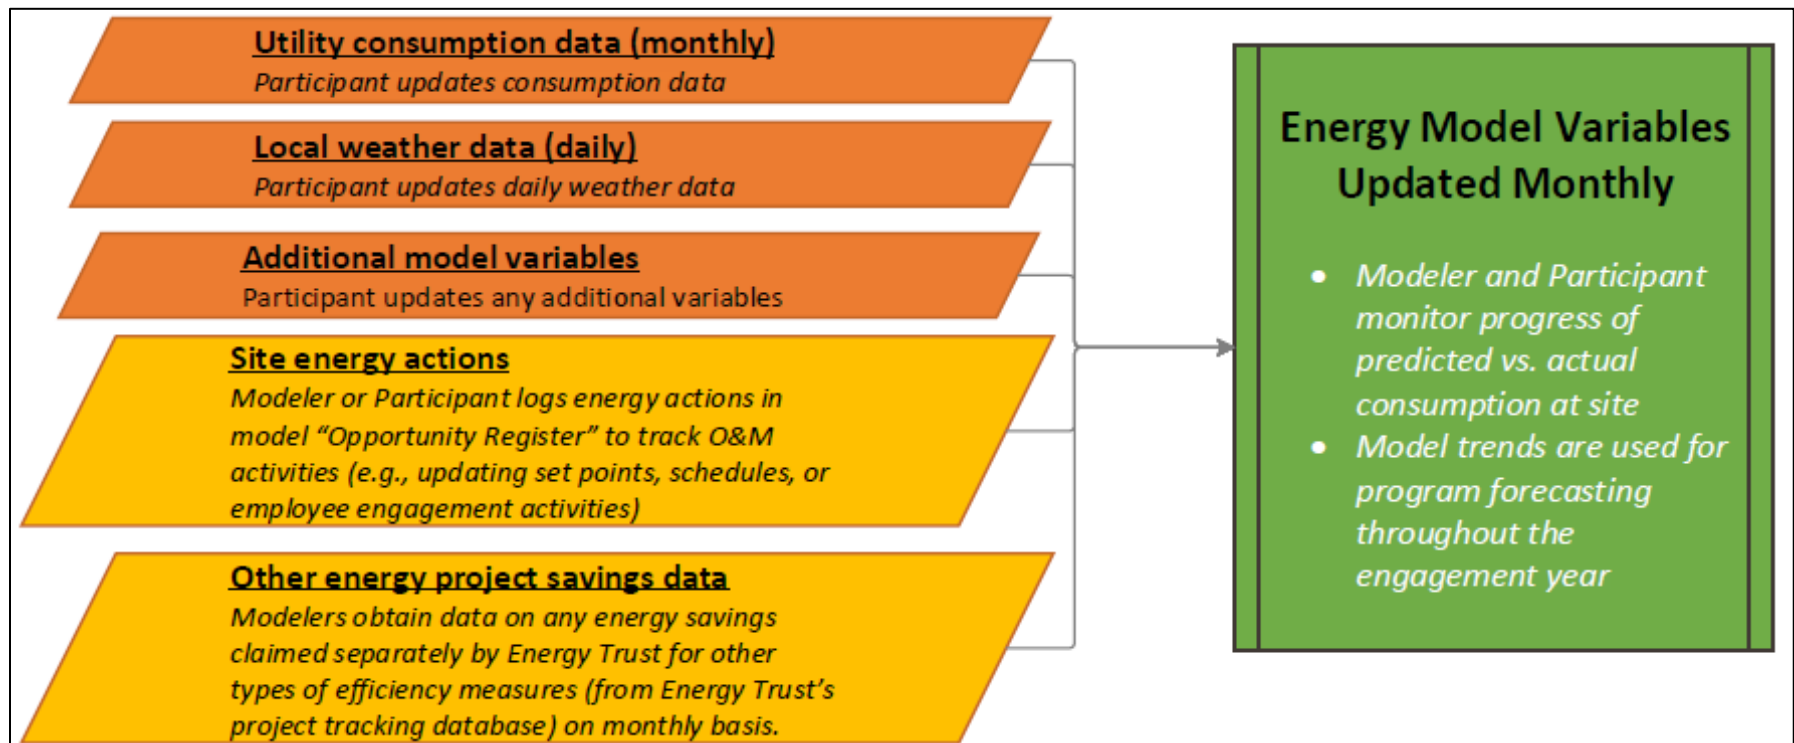 Utility consumption data (monthly)
Participant updates consumption data
Local weather data (daily)
Participant updates daily weather data
Additional model variables
Participant updates any additional variables
Site energy actions
Modeler or Participant logs energy actions in
model “Opportunity Register” to track O&M
activities (e.g., updating set points, schedules, or
employee engagement activities)
Other energy project savings data
Modelers obtain data on any energy savings
claimed separately by Energy Trust for other
types of efficiency measures (from Energy Trust’s
project tracking database) on monthly basis.
Energy Model Variables
Updated Monthly
• Modeler and Participant
monitor progress of
predicted vs. actual
consumption at site
• Model trends are used for
program forecasting
throughout the
engagement year